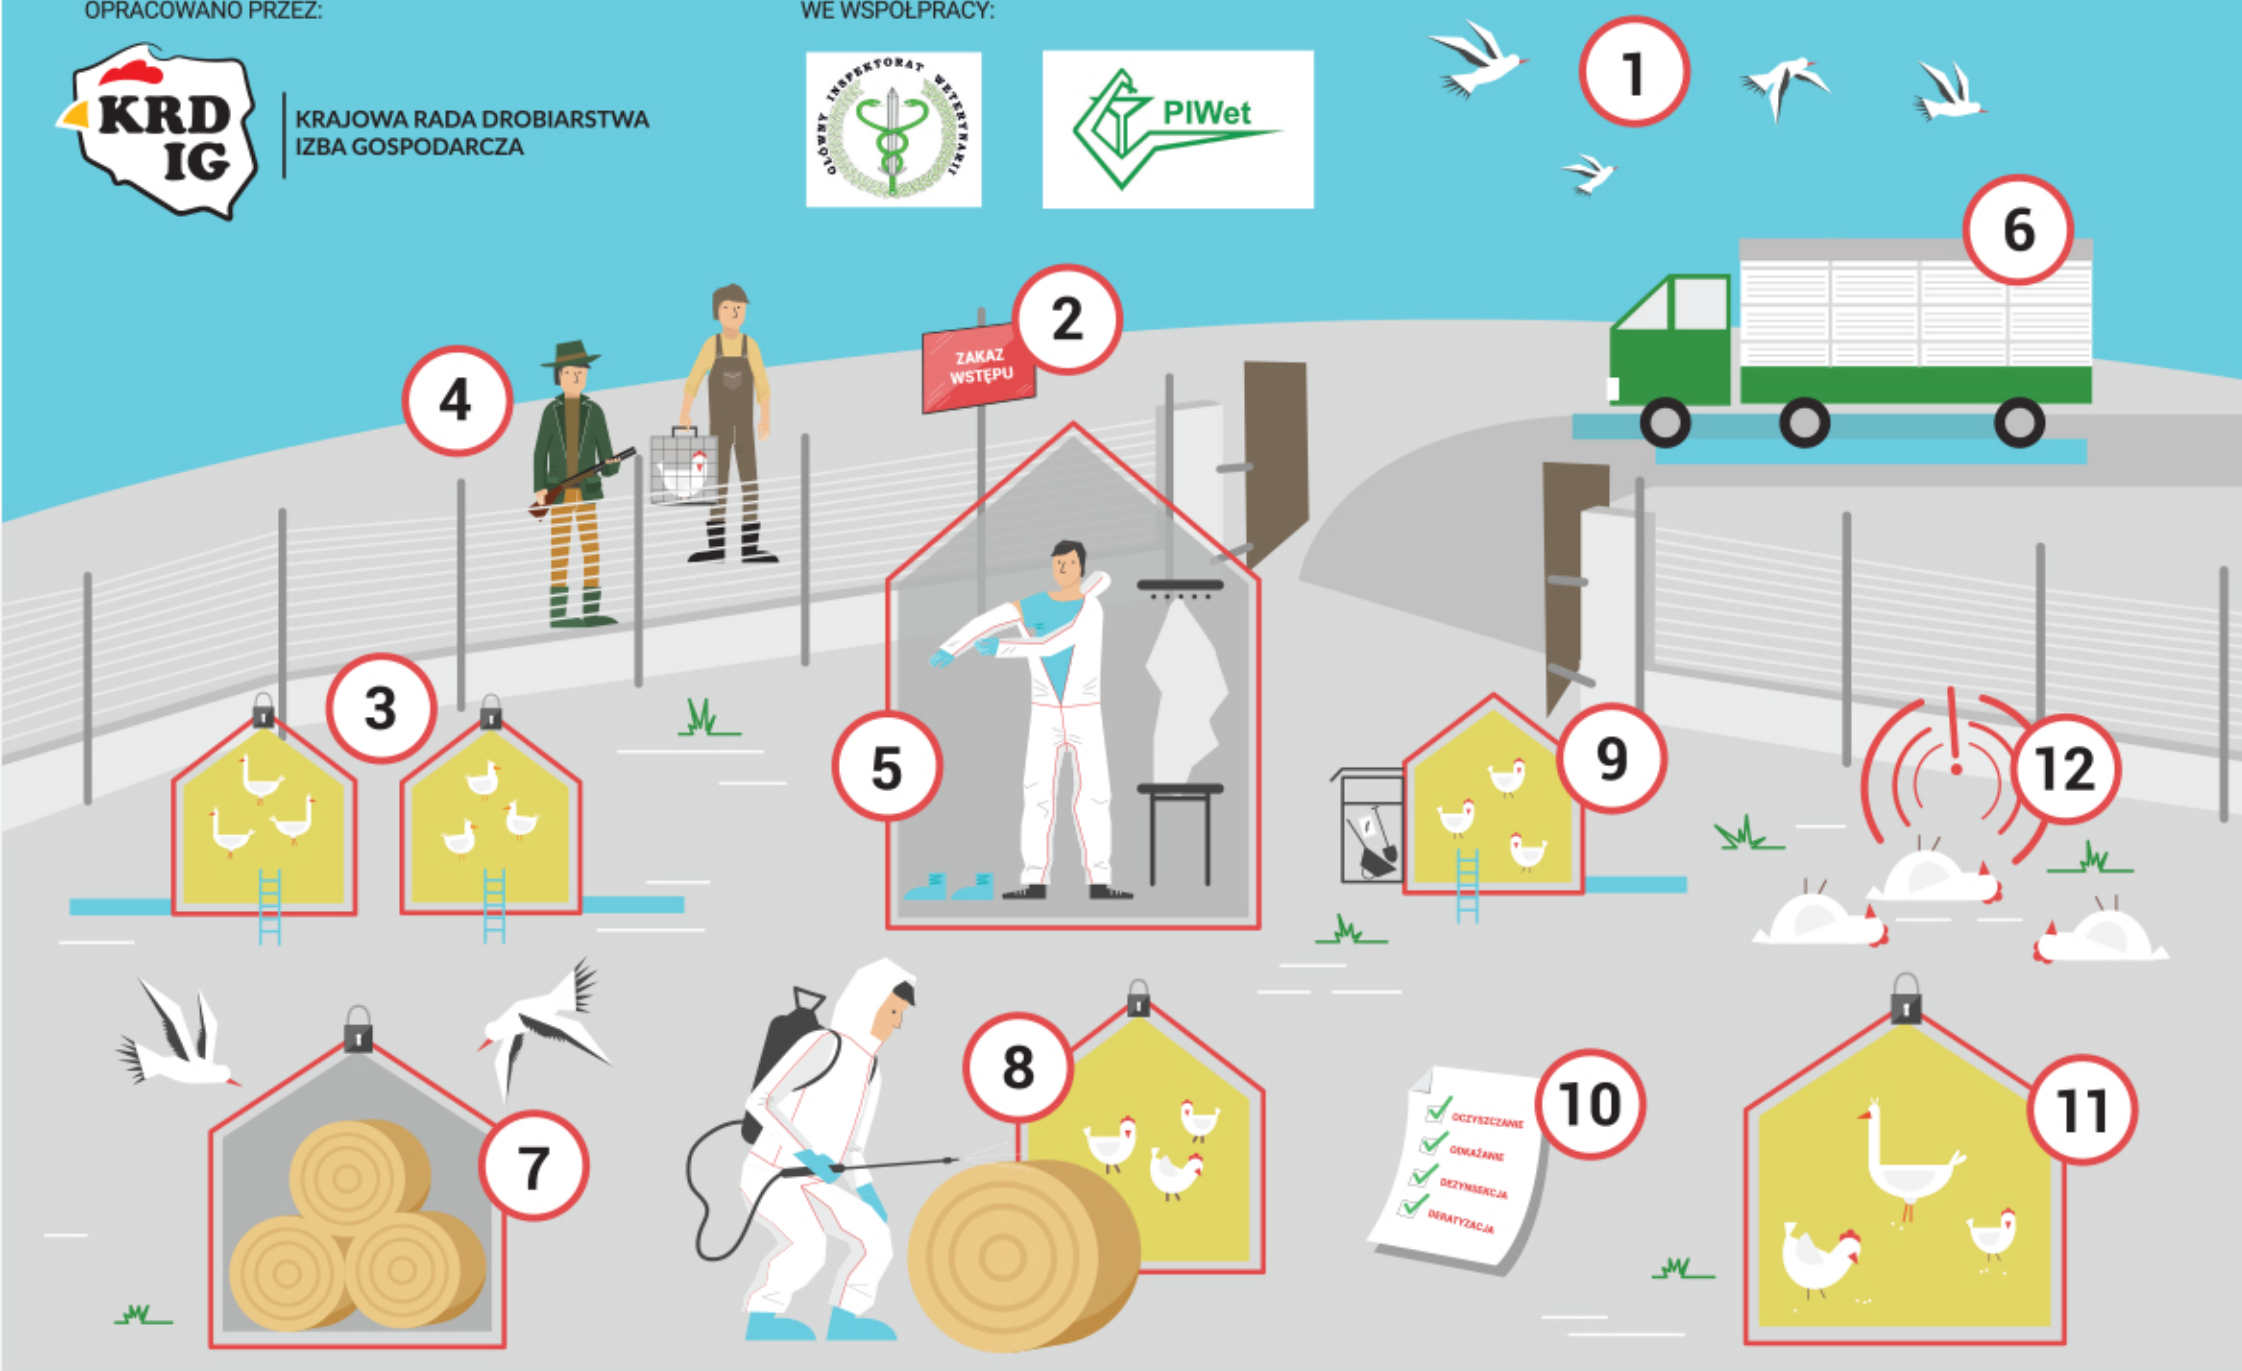 OPRACOWANO PRZEZ:
WE WSPÓŁPRACY:
KRD
IG
KRAJOWA RADA DROBIARSTWA
IZBA GOSPODARCZA
GŁÓWNY INSPEKTORAT WETERYNARII
PIWet
1
6
2
ZAKAZ
WSTĘPU
4
3
5
9
12
7
8
10
OCZYSZCZANIE
ODKAŻANIE
DEZYNSEKCJA
DERATYZACJA
11